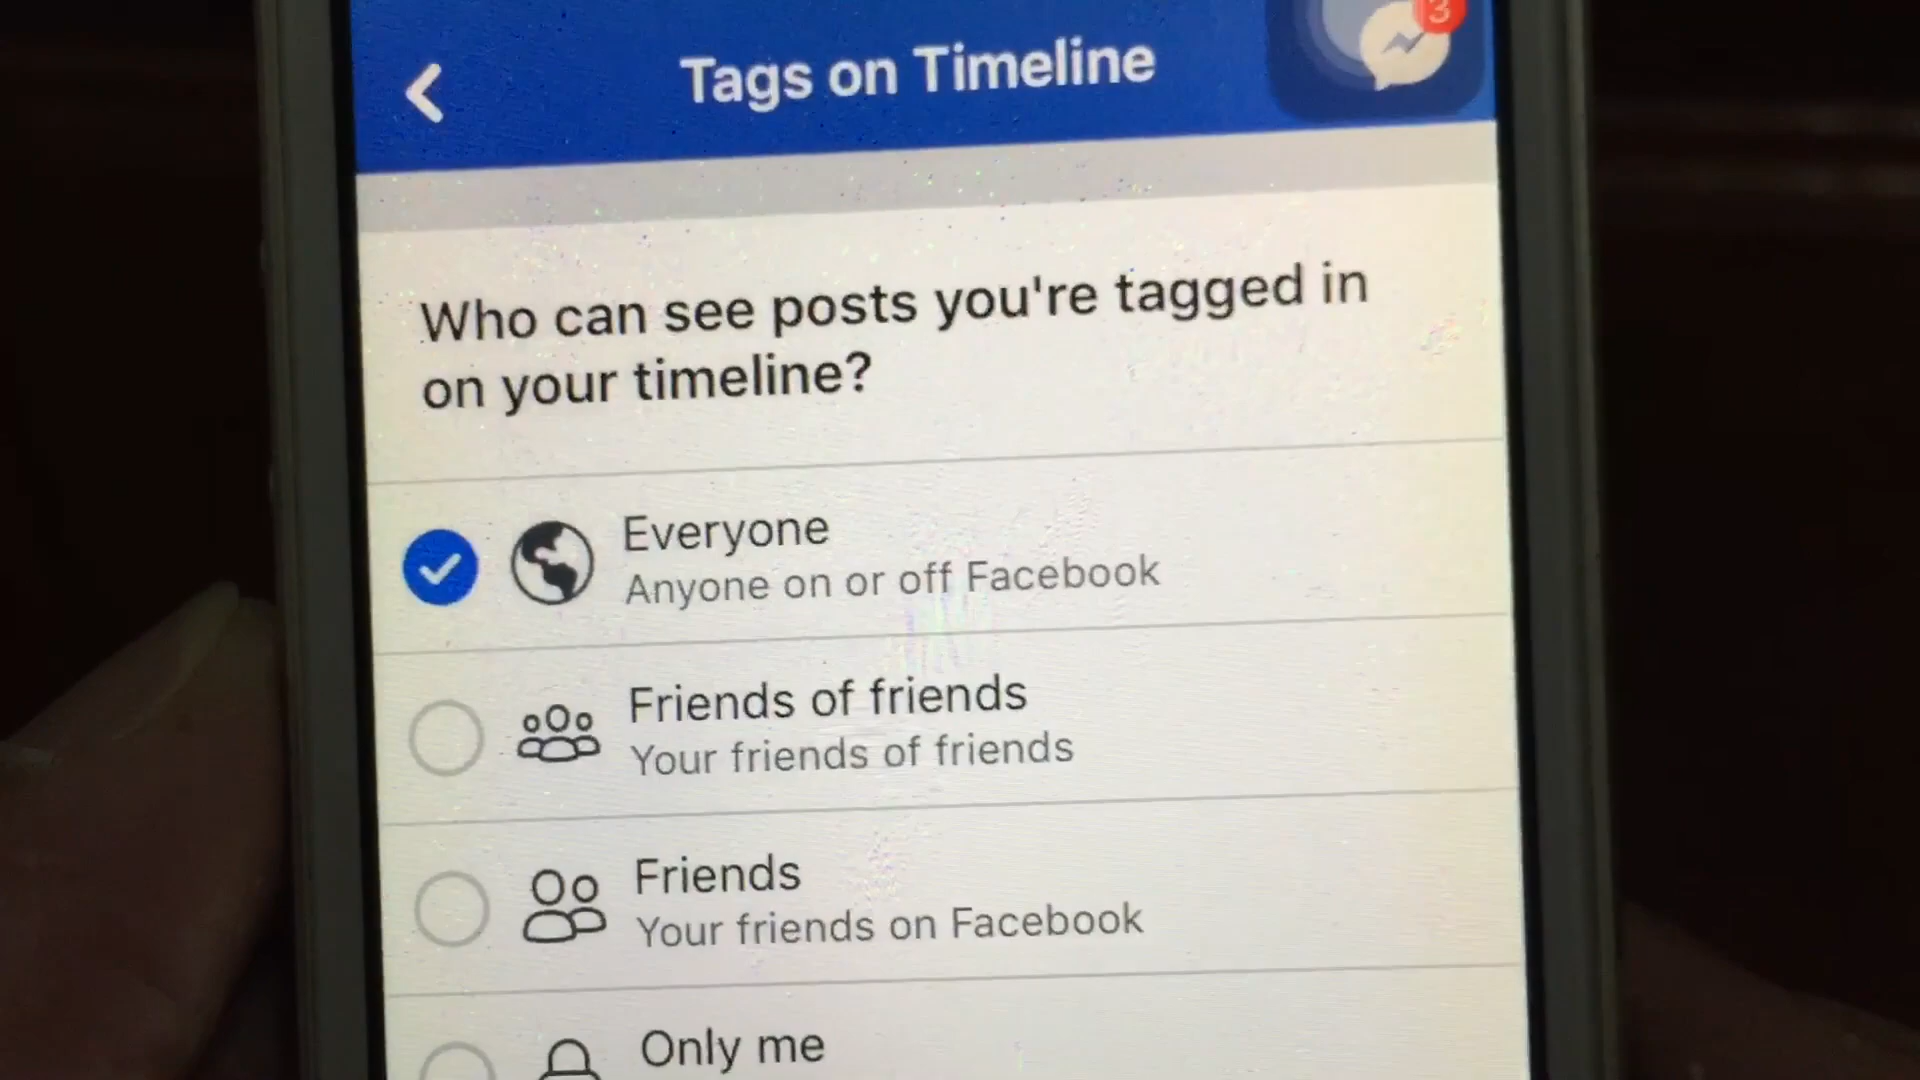 3
Tags on Timeline
Who can see posts you're tagged in
on your timeline?
Everyone
Anyone on or off Facebook
Friends of friends
Your friends of friends
Friends
Your friends on Facebook
Only me